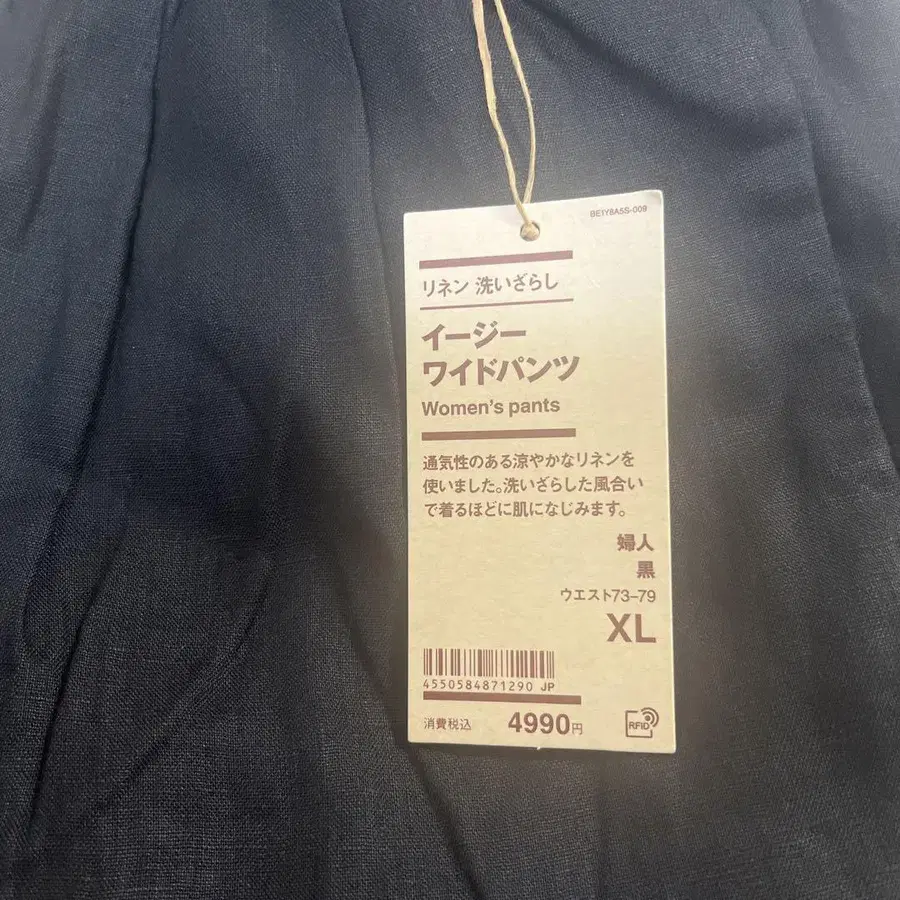 BE1Y8A5S-009
リネン 洗いざらし
イージー
ワイドパンツ
Women's pants
通気性のある涼やかなリネンを
使いました。洗いざらした風合い
で着るほどに肌になじみます。
婦人
黒
ウエスト73-79
XL
4550584871290 JP
消費税込 4990円
RFID